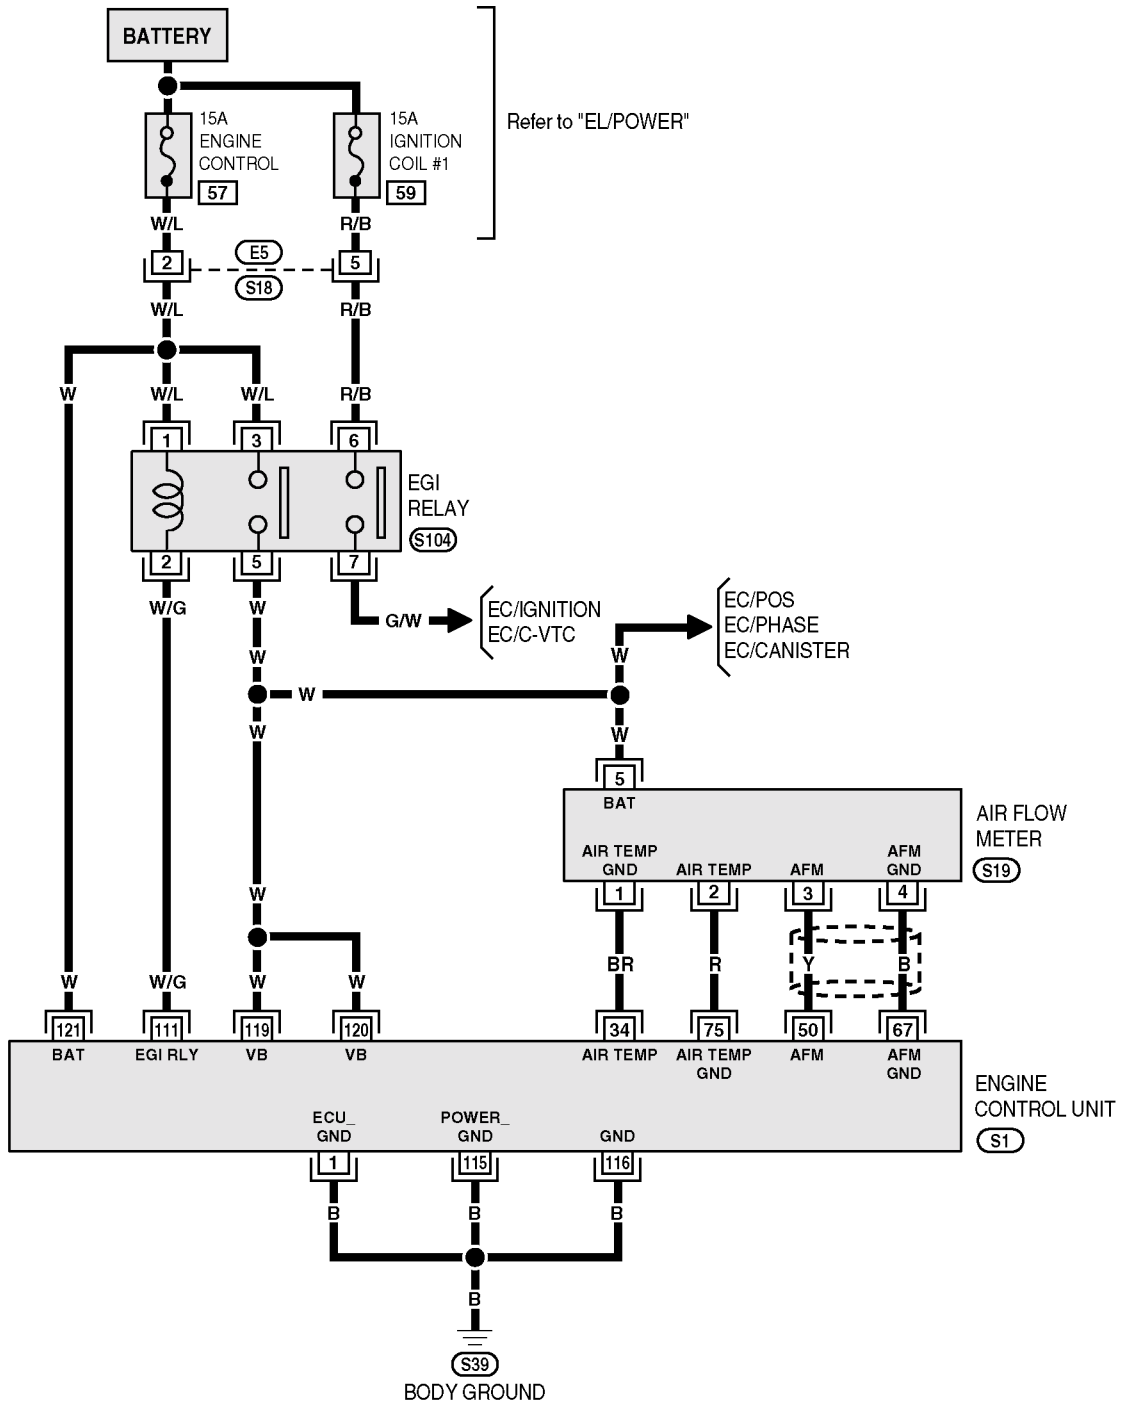 BATTERY
Refer to "EL/POWER"
15A
ENGINE
CONTROL
57
15A
IGNITION
COIL #1
59
W/L
R/B
2
E5
S18
5
W/L
R/B
W
W/L
W/L
R/B
1
3
6
EGI
RELAY
S104
2
5
7
W/G
W
G/W
EC/IGNITION
EC/C-VTC
EC/POS
EC/PHASE
EC/CANISTER
W
W
W
W
W
5
BAT
AIR FLOW
METER
S19
AIR TEMP
GND
AIR TEMP
AFM
AFM
GND
1
2
3
4
W
BR
R
Y
B
W
W/G
W
W
121
111
119
120
34
75
50
67
BAT
EGI RLY
VB
VB
AIR TEMP
AIR TEMP
GND
AFM
AFM
GND
ENGINE
CONTROL UNIT
S1
ECU_
GND
POWER_
GND
GND
1
115
116
B
B
B
B
S39
BODY GROUND